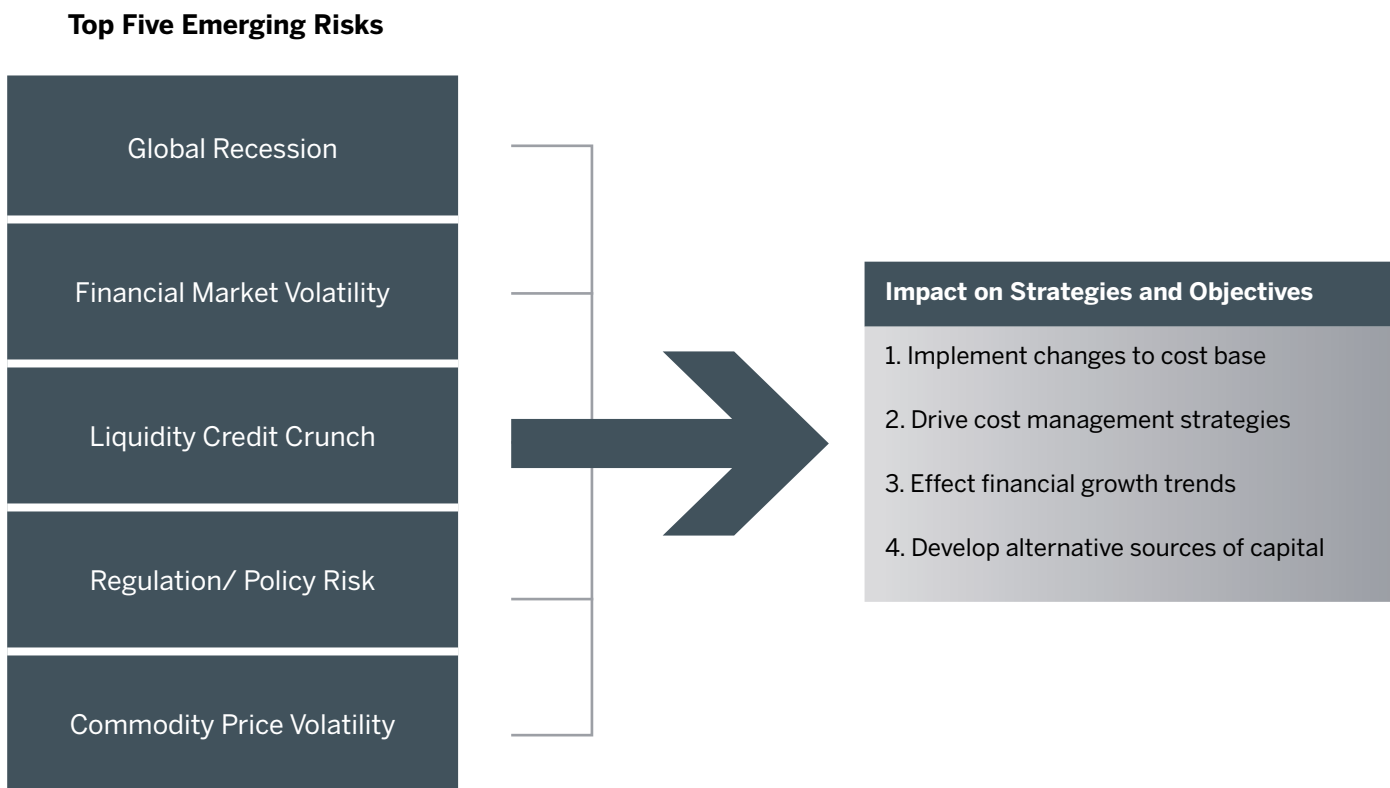 Top Five Emerging Risks
Global Recession
Financial Market Volatility
Liquidity Credit Crunch
Regulation/ Policy Risk
Commodity Price Volatility
Impact on Strategies and Objectives
1. Implement changes to cost base
2. Drive cost management strategies
3. Effect financial growth trends
4. Develop alternative sources of capital